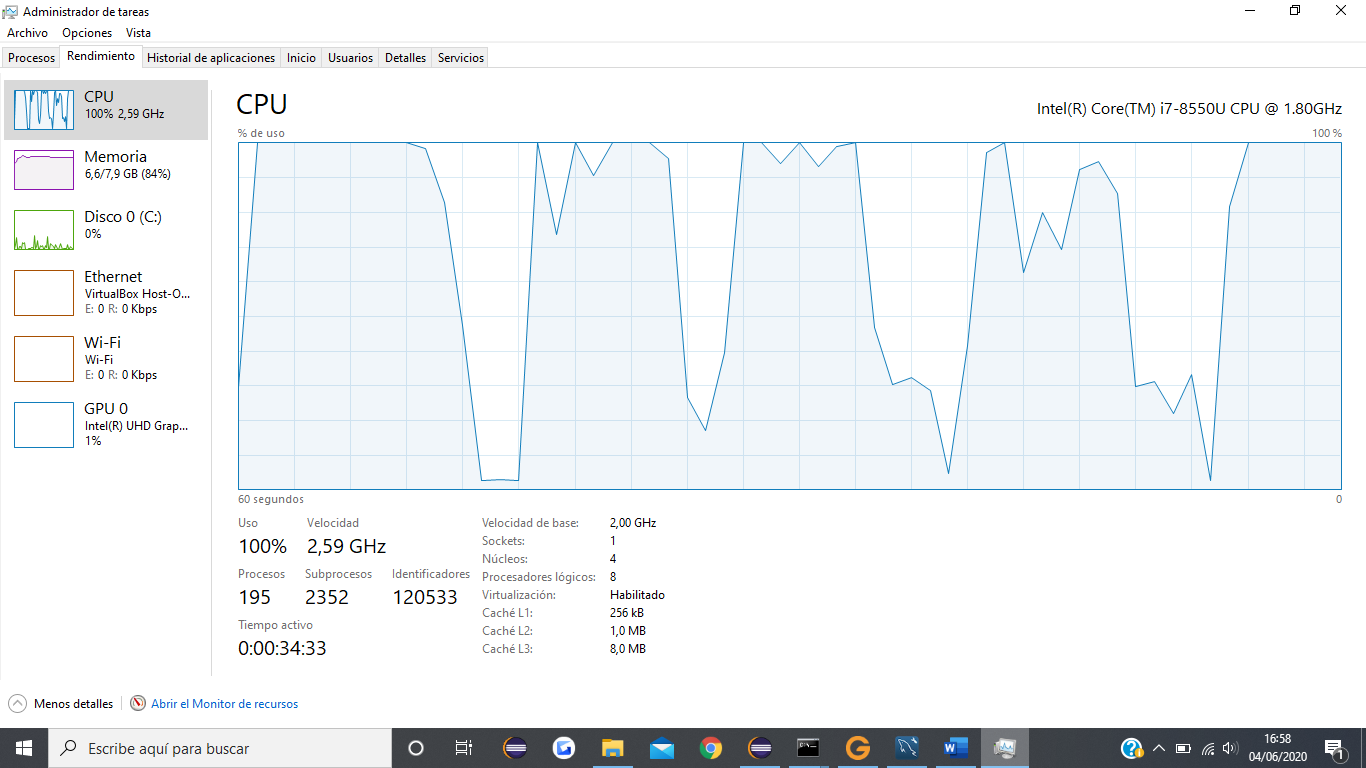 Administrador de tareas
Archivo Opciones Vista
Procesos Rendimiento Historial de aplicaciones Inicio Usuarios Detalles Servicios
CPU
100% 2,59 GHz
Memoria
6,6/7,9 GB (84%)
Disco 0 (C:)
0%
Ethernet
VirtualBox Host-O...
E: 0 R: 0 Kbps
Wi-Fi
Wi-Fi
E: 0 R: 0 Kbps
GPU 0
Intel(R) UHD Grap...
1%
CPU
Intel(R) Core(TM) i7-8550U CPU @ 1.80GHz
% de uso
100 %
60 segundos
0
Uso Velocidad
100% 2,59 GHz
Procesos Subprocesos Identificadores
195 2352 120533
Tiempo activo
0:00:34:33
Velocidad de base: 2,00 GHz
Sockets: 1
Núcleos: 4
Procesadores lógicos: 8
Virtualización: Habilitado
Caché L1: 256 kB
Caché L2: 1,0 MB
Caché L3: 8,0 MB
Menos detalles
Abrir el Monitor de recursos
Escribe aquí para buscar
16:58
04/06/2020
1